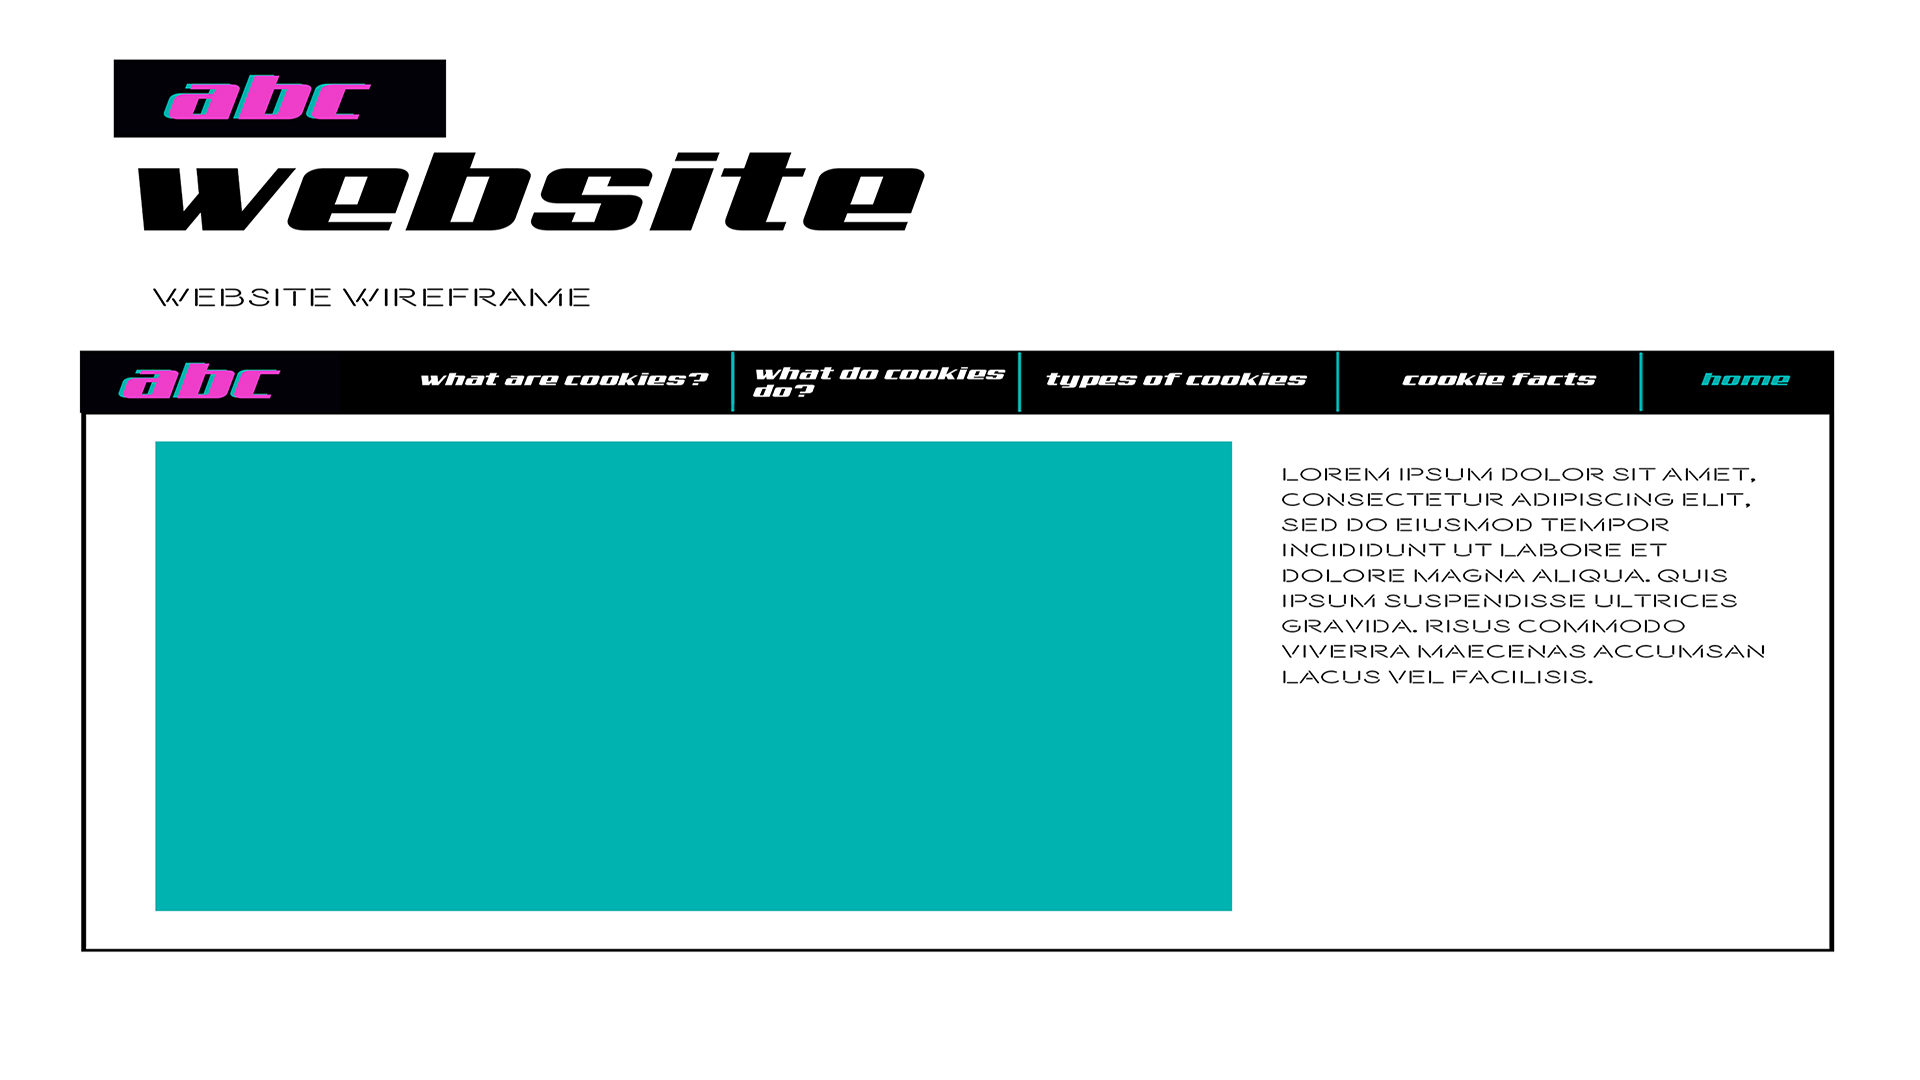 abc
website
WEBSITE WIREFRAME
abc
what are cookies?
what do cookies
do?
types of cookies
cookie facts
home
LOREM IPSUM DOLOR SIT AMET,
CONSECTETUR ADIPISCING ELIT,
SED DO EIUSMOD TEMPOR
INCIDIDUNT UT LABORE ET
DOLORE MAGNA ALIQUA. QUIS
IPSUM SUSPENDISSE ULTRICES
GRAVIDA. RISUS COMMODO
VIVERRA MAECENAS ACCUMSAN
LACUS VEL FACILISIS.